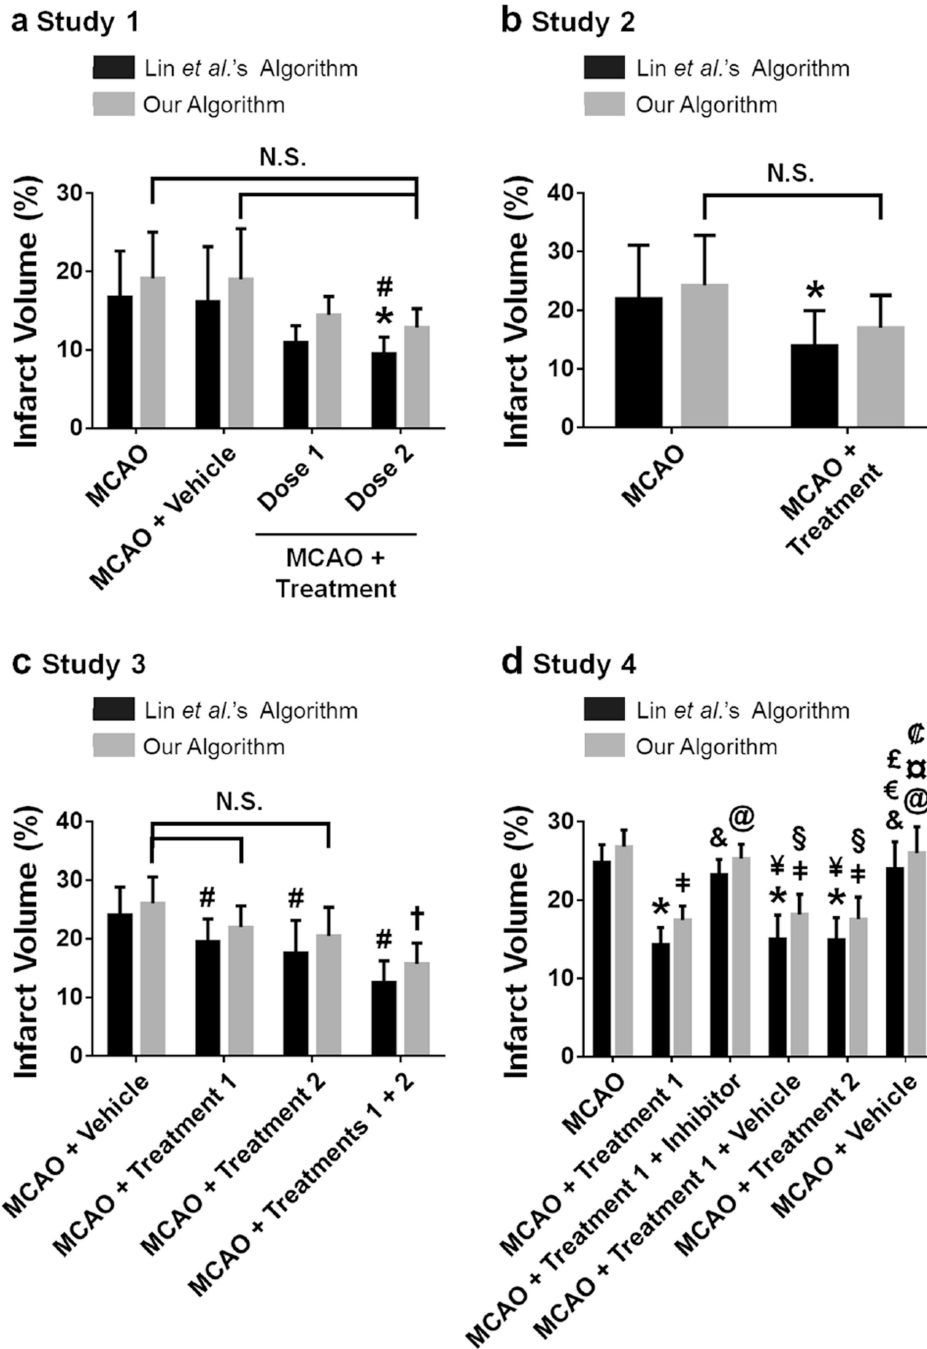 a Study 1
Lin et al.'s Algorithm
Our Algorithm
N.S.
Infarct Volume (%)
30
20
10
0
#
*
MCAO
MCAO + Vehicle
Dose 1
Dose 2
MCAO +
Treatment
b Study 2
Lin et al.'s Algorithm
Our Algorithm
N.S.
Infarct Volume (%)
40
30
20
10
0
*
MCAO
MCAO +
Treatment
c Study 3
Lin et al.'s Algorithm
Our Algorithm
N.S.
Infarct Volume (%)
40
30
20
10
0
#
#
#
†
MCAO + Vehicle
MCAO + Treatment 1
MCAO + Treatment 2
MCAO + Treatments 1 + 2
d Study 4
Lin et al.'s Algorithm
Our Algorithm
Infarct Volume (%)
30
20
10
0
*
ǂ
&
@
¥
*
§
ǂ
¥
*
§
ǂ
£
€
&
₡
¤
@
MCAO
MCAO + Treatment 1
MCAO + Treatment 1 + Inhibitor
MCAO + Treatment 1 + Vehicle
MCAO + Treatment 2
MCAO + Vehicle